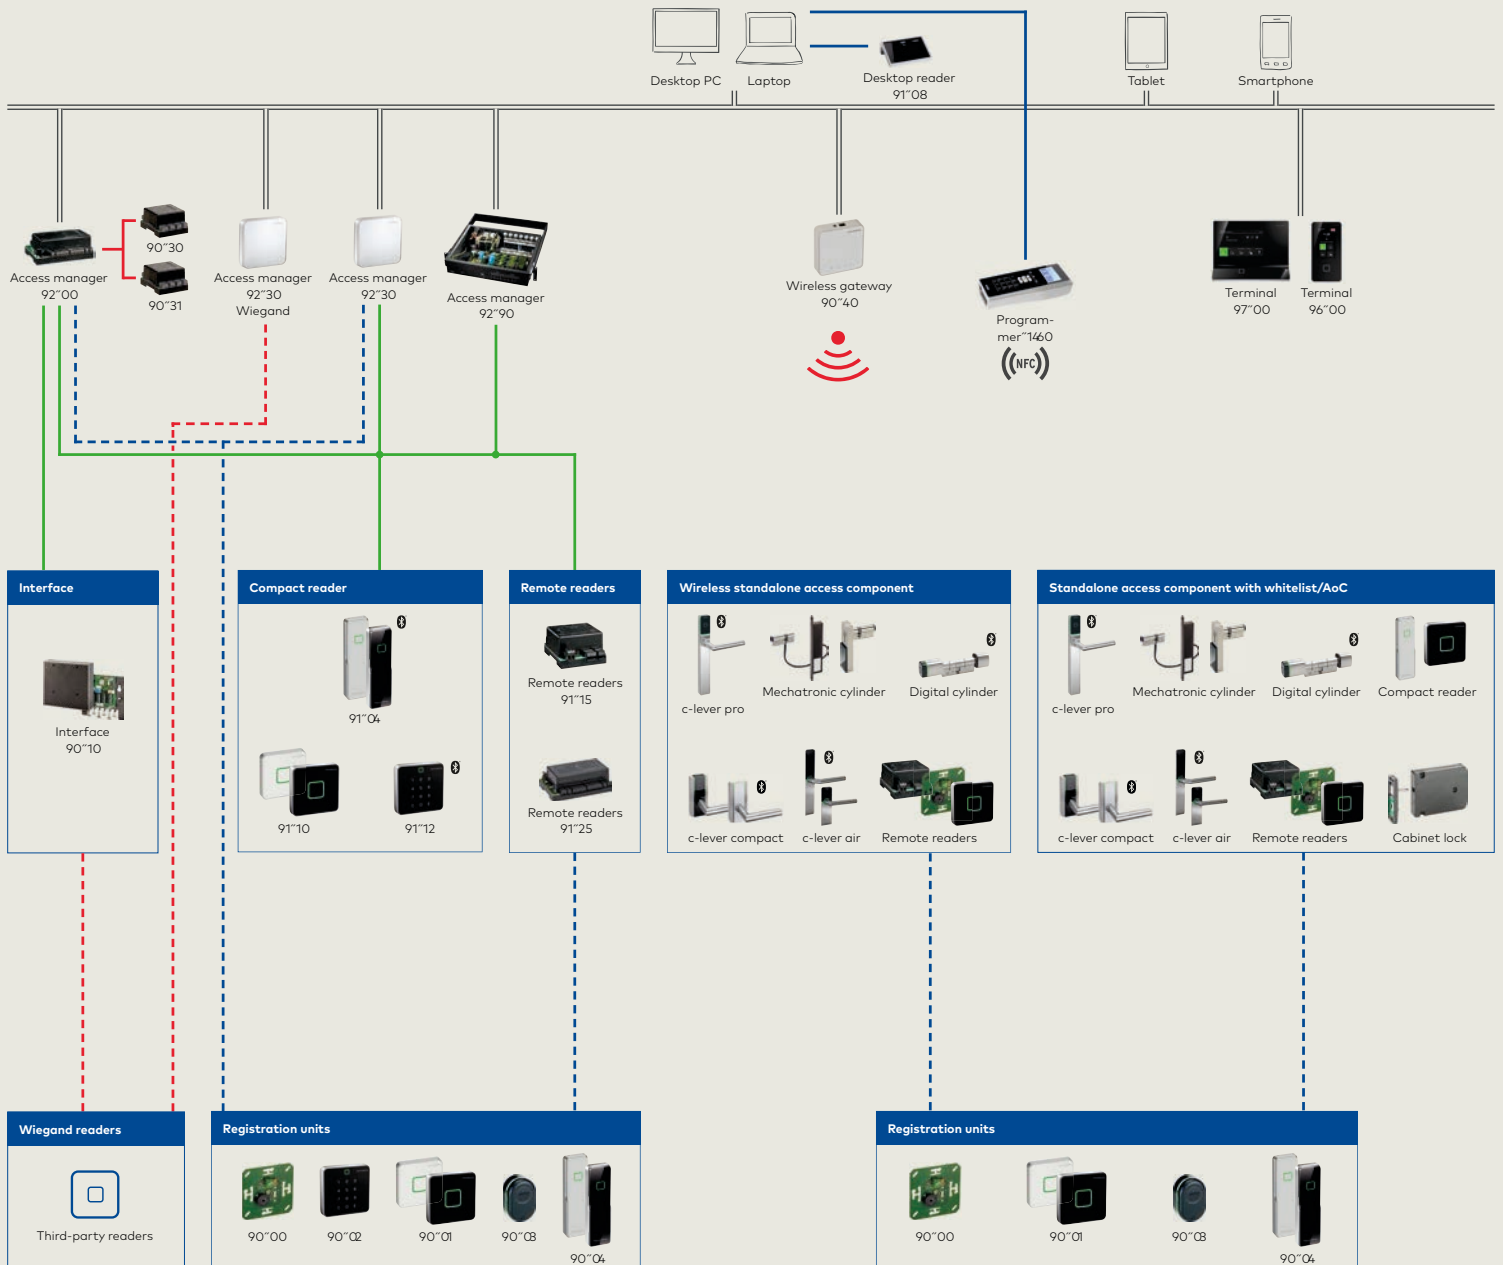 Desktop PC
Laptop
Desktop reader
91˝08
Tablet
Smartphone
90˝30
90˝31
Access manager
92˝00
Access manager
92˝30
Wiegand
Access manager
92˝30
Access manager
92˝90
Wireless gateway
90˝40
Program-
mer˝1460
NFC
Terminal
97˝00
Terminal
96˝00
Interface
Interface
90˝10
Compact reader
91˝04
91˝10
91˝12
Remote readers
Remote readers
91˝15
Remote readers
91˝25
Wireless standalone access component
c-lever pro
Mechatronic cylinder
Digital cylinder
c-lever compact
c-lever air
Remote readers
Standalone access component with whitelist/AoC
c-lever pro
Mechatronic cylinder
Digital cylinder
Compact reader
c-lever compact
c-lever air
Remote readers
Cabinet lock
Wiegand readers
Third-party readers
Registration units
90˝00
90˝02
90˝01
90˝03
90˝04
Registration units
90˝00
90˝01
90˝03
90˝04